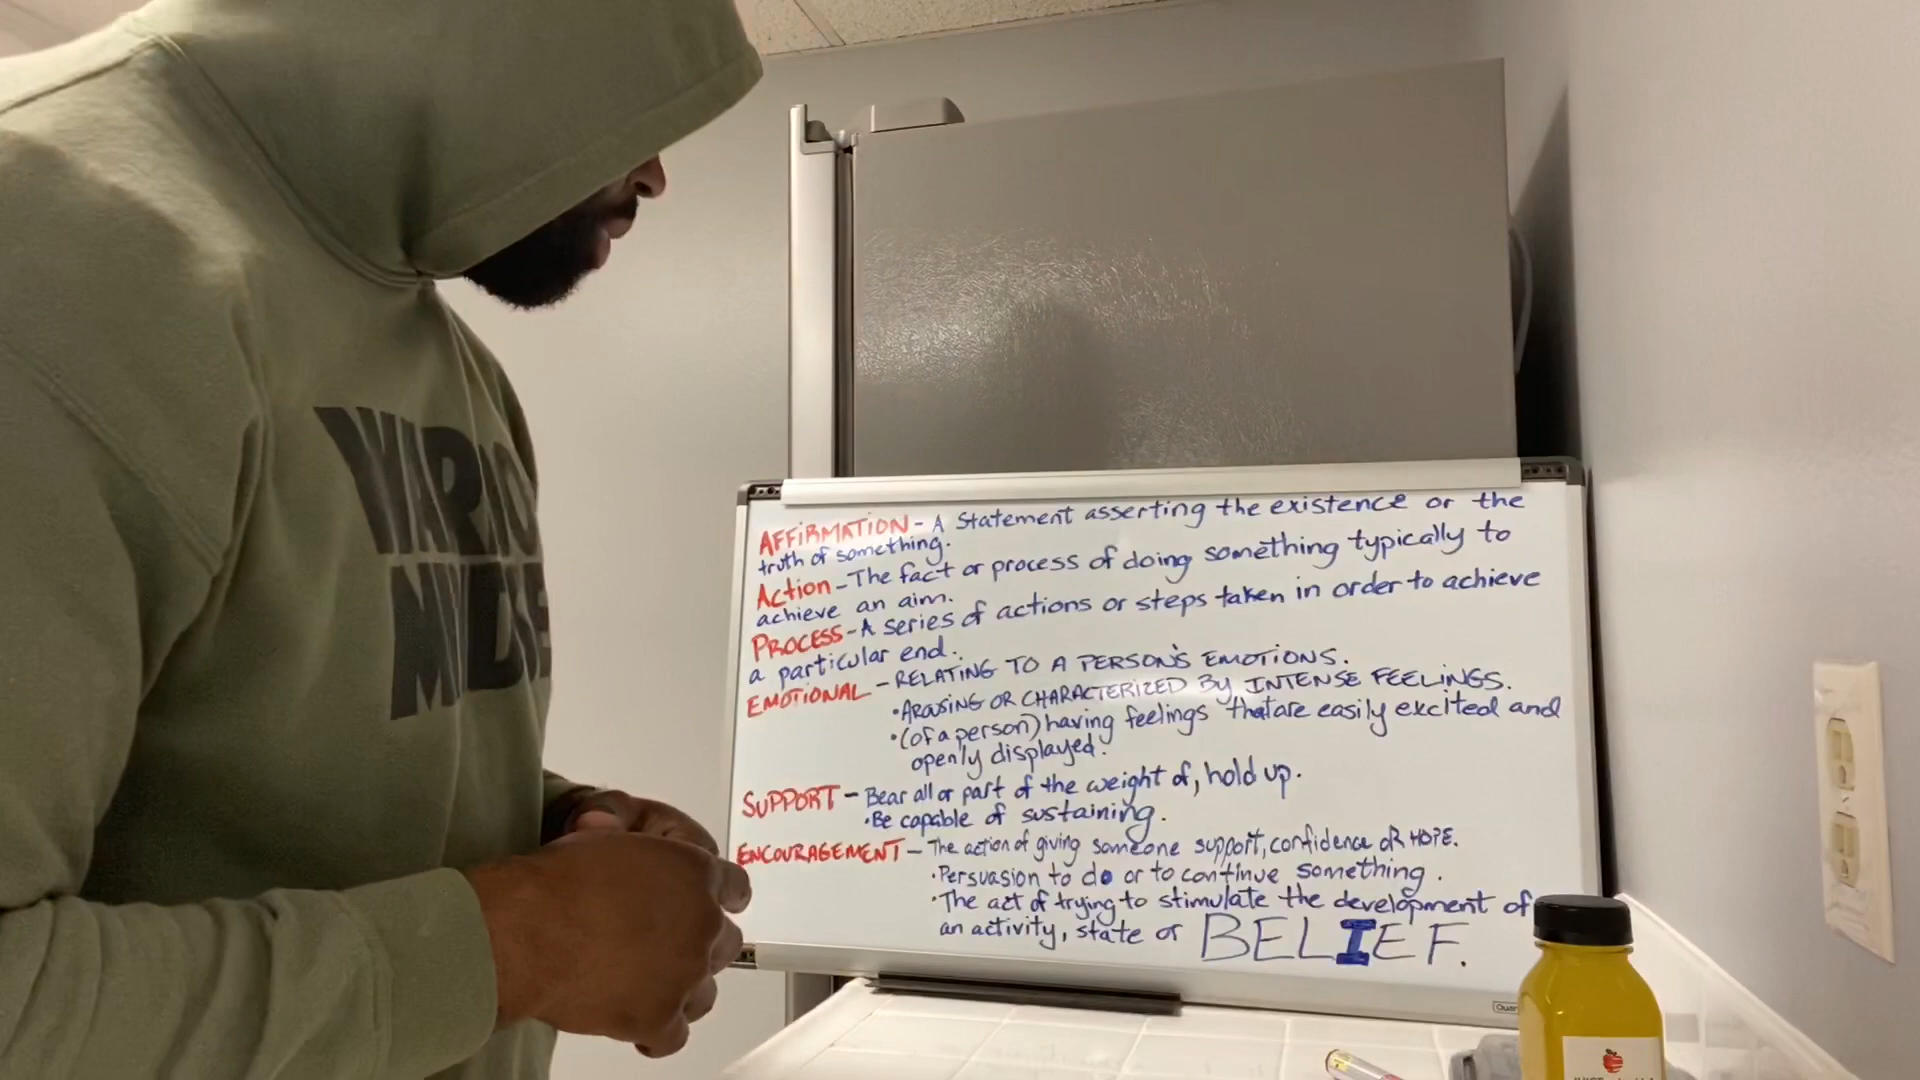 AFFiRMATION - A Statement asserting the existence or the
truth of something.
Action - The fact or process of doing something typically to
achieve an aim.
PROCESS - A series of actions or steps taken in order to achieve
a particular end.
EMOTIONAL - RELATING TO A PERSON'S EMOTIONS.
• AROUSING OR CHARACTERIZED By INTENSE FEELINGS.
• (of a person) having feelings that are easily excited and
openly displayed.
SUPPORT - Bear all or part of the weight of, hold up.
• Be capable of sustaining.
ENCOURAGEMENT - The action of giving someone support, confidence oR HOPE.
• Persuasion to do or to continue something.
• The act of trying to stimulate the development of
an activity, state or BELIEF.